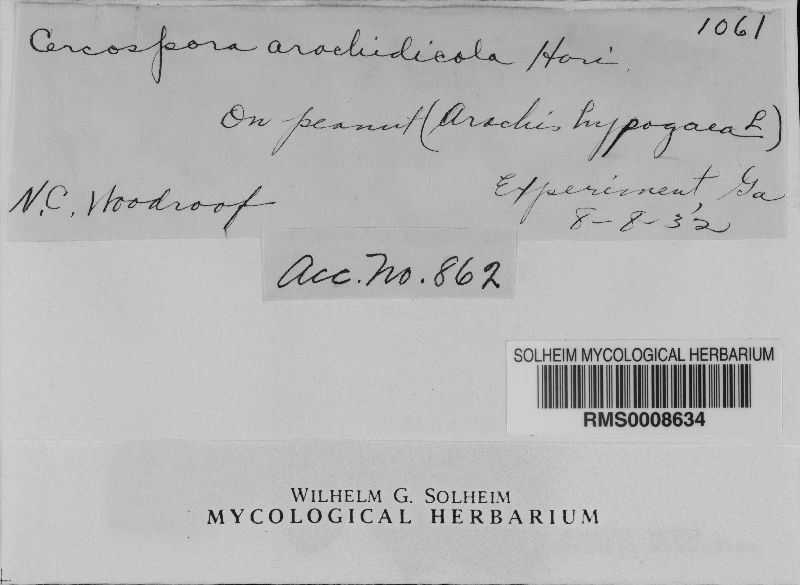 1061
Cercospora arachidicola Hori.
On peanut (Arachis hypogaea L)
N.C. Woodroof
Experiment, Ga
8-8-32
Acc. No. 862
SOLHEIM MYCOLOGICAL HERBARIUM
RMS0008634
WILHELM G. SOLHEIM
MYCOLOGICAL HERBARIUM